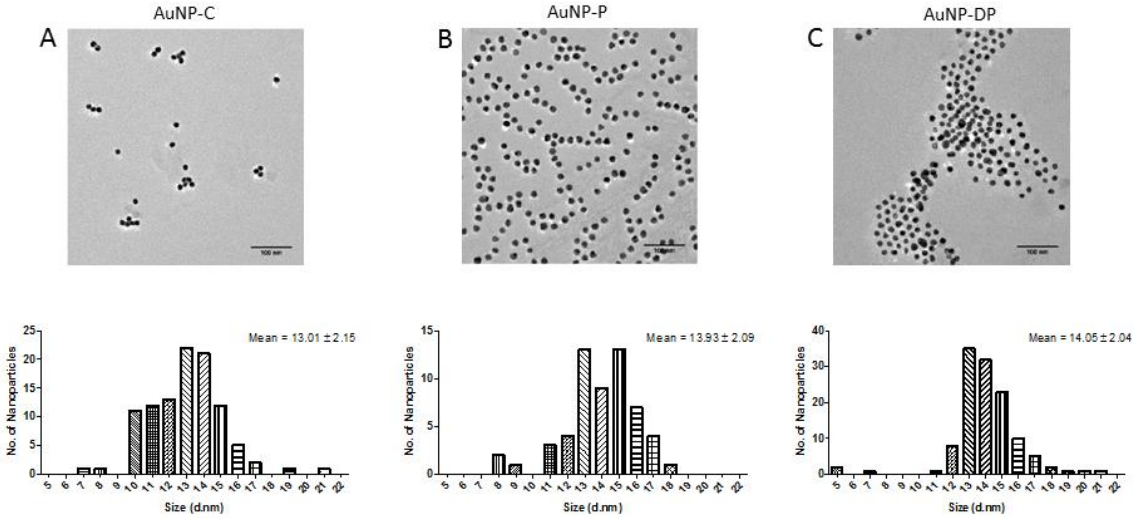 AuNP-C
AuNP-P
AuNP-DP
A
B
C
100 nm
100 nm
100 nm
Mean = 13.01 ± 2.15
25
20
15
10
5
0
No. of Nanoparticles
5 6 7 8 9 10 11 12 13 14 15 16 17 18 19 20 21 22
Size (d.nm)
Mean = 13.93 ± 2.09
15
10
5
0
No. of Nanoparticles
5 6 7 8 9 10 11 12 13 14 15 16 17 18 19 20 21 22
Size (d.nm)
Mean = 14.05 ± 2.04
40
30
20
10
0
No. of Nanoparticles
5 6 7 8 9 10 11 12 13 14 15 16 17 18 19 20 21 22
Size (d.nm)